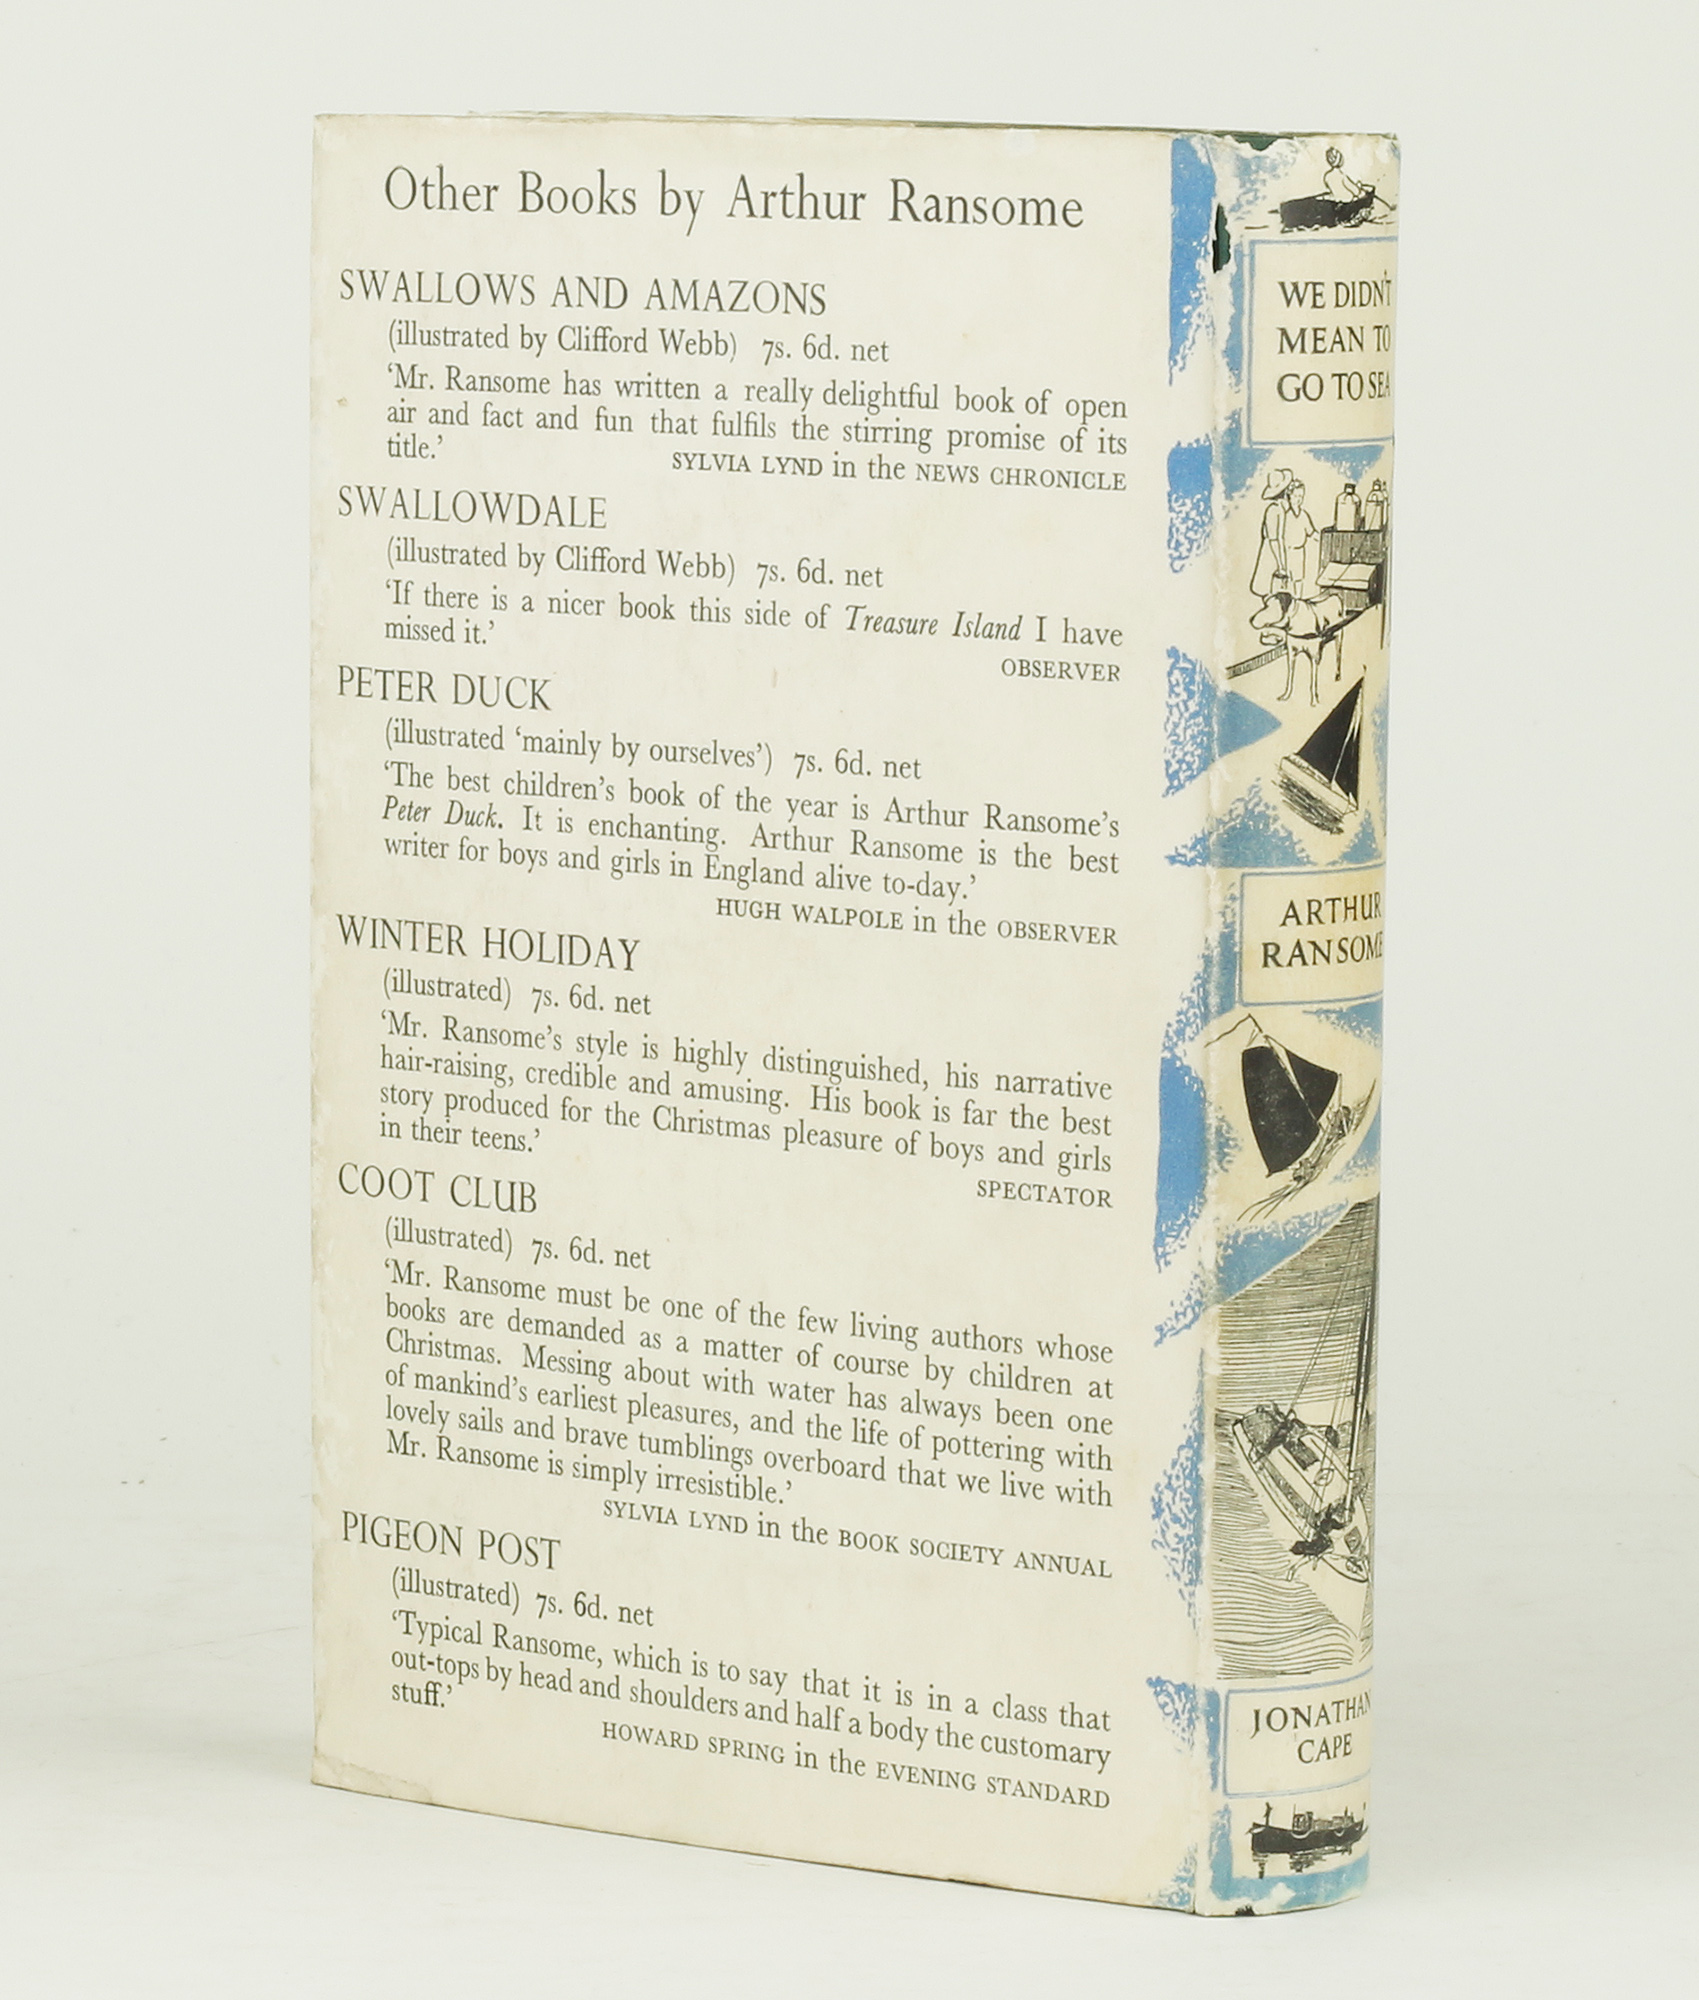 Other Books by Arthur Ransome
SWALLOWS AND AMAZONS
(illustrated by Clifford Webb) 7s. 6d. net
‘Mr. Ransome has written a really delightful book of open
air and fact and fun that fulfils the stirring promise of its
title.’ SYLVIA LYND in the NEWS CHRONICLE
SWALLOWDALE
(illustrated by Clifford Webb) 7s. 6d. net
‘If there is a nicer book this side of Treasure Island I have
missed it.’
OBSERVER
PETER DUCK
(illustrated ‘mainly by ourselves’) 7s. 6d. net
‘The best children’s book of the year is Arthur Ransome’s
Peter Duck. It is enchanting. Arthur Ransome is the best
writer for boys and girls in England alive to-day.’
HUGH WALPOLE in the OBSERVER
WINTER HOLIDAY
(illustrated) 7s. 6d. net
‘Mr. Ransome’s style is highly distinguished, his narrative
hair-raising, credible and amusing. His book is far the best
story produced for the Christmas pleasure of boys and girls
in their teens.’
SPECTATOR
COOT CLUB
(illustrated) 7s. 6d. net
‘Mr. Ransome must be one of the few living authors whose
books are demanded as a matter of course by children at
Christmas. Messing about with water has always been one
of mankind’s earliest pleasures, and the life of pottering with
lovely sails and brave tumblings overboard that we live with
Mr. Ransome is simply irresistible.’
SYLVIA LYND in the BOOK SOCIETY ANNUAL
PIGEON POST
(illustrated) 7s. 6d. net
‘Typical Ransome, which is to say that it is in a class that
out-tops by head and shoulders and half a body the customary
stuff.’
HOWARD SPRING in the EVENING STANDARD
WE DIDN’T
MEAN TO
GO TO SEA
ARTHUR
RANSOME
JONATHAN
CAPE